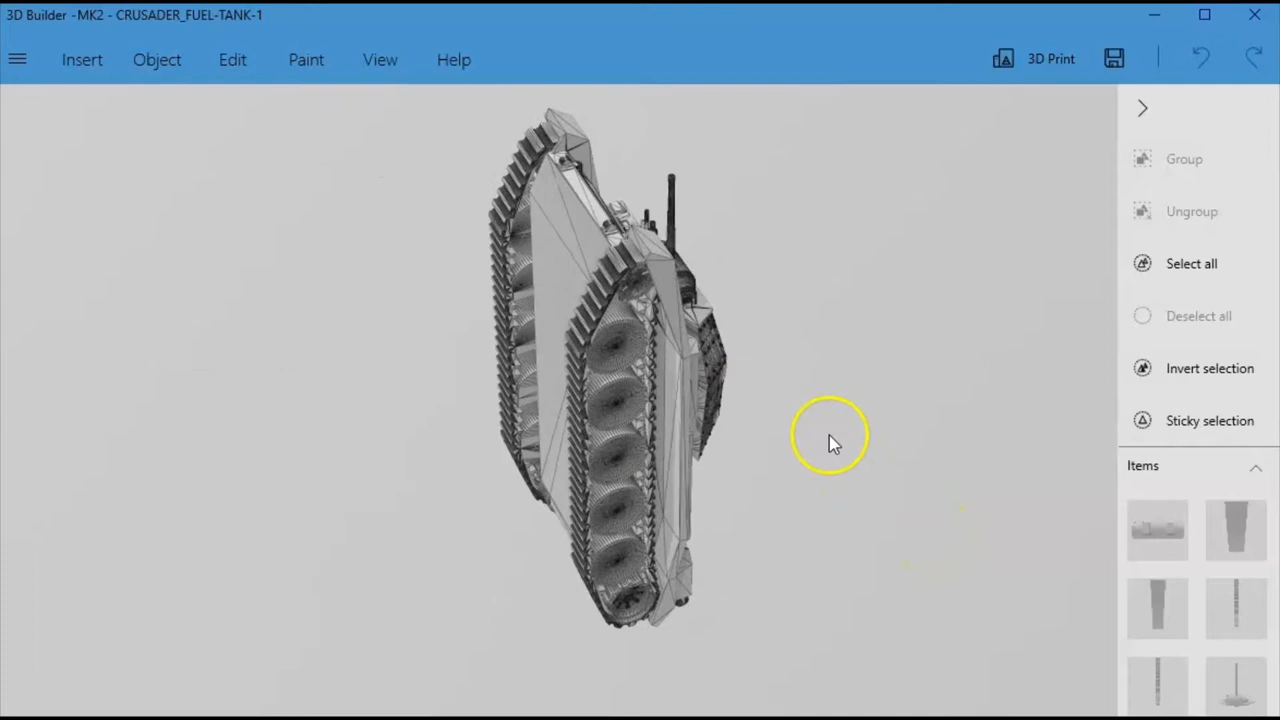 3D Builder - MK2 - CRUSADER_FUEL-TANK-1
Insert Object Edit Paint View Help 3D Print
Group
Ungroup
Select all
Deselect all
Invert selection
Sticky selection
Items